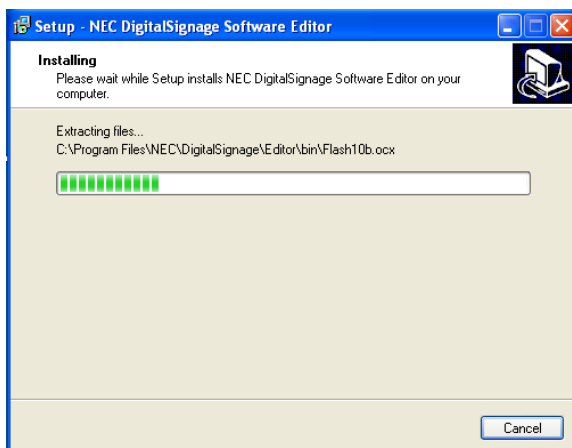 Setup - NEC DigitalSignage Software Editor
Installing
Please wait while Setup installs NEC DigitalSignage Software Editor on your
computer.
Extracting files...
C:\Program Files\NEC\DigitalSignage\Editor\bin\Flash10b.ocx
Cancel